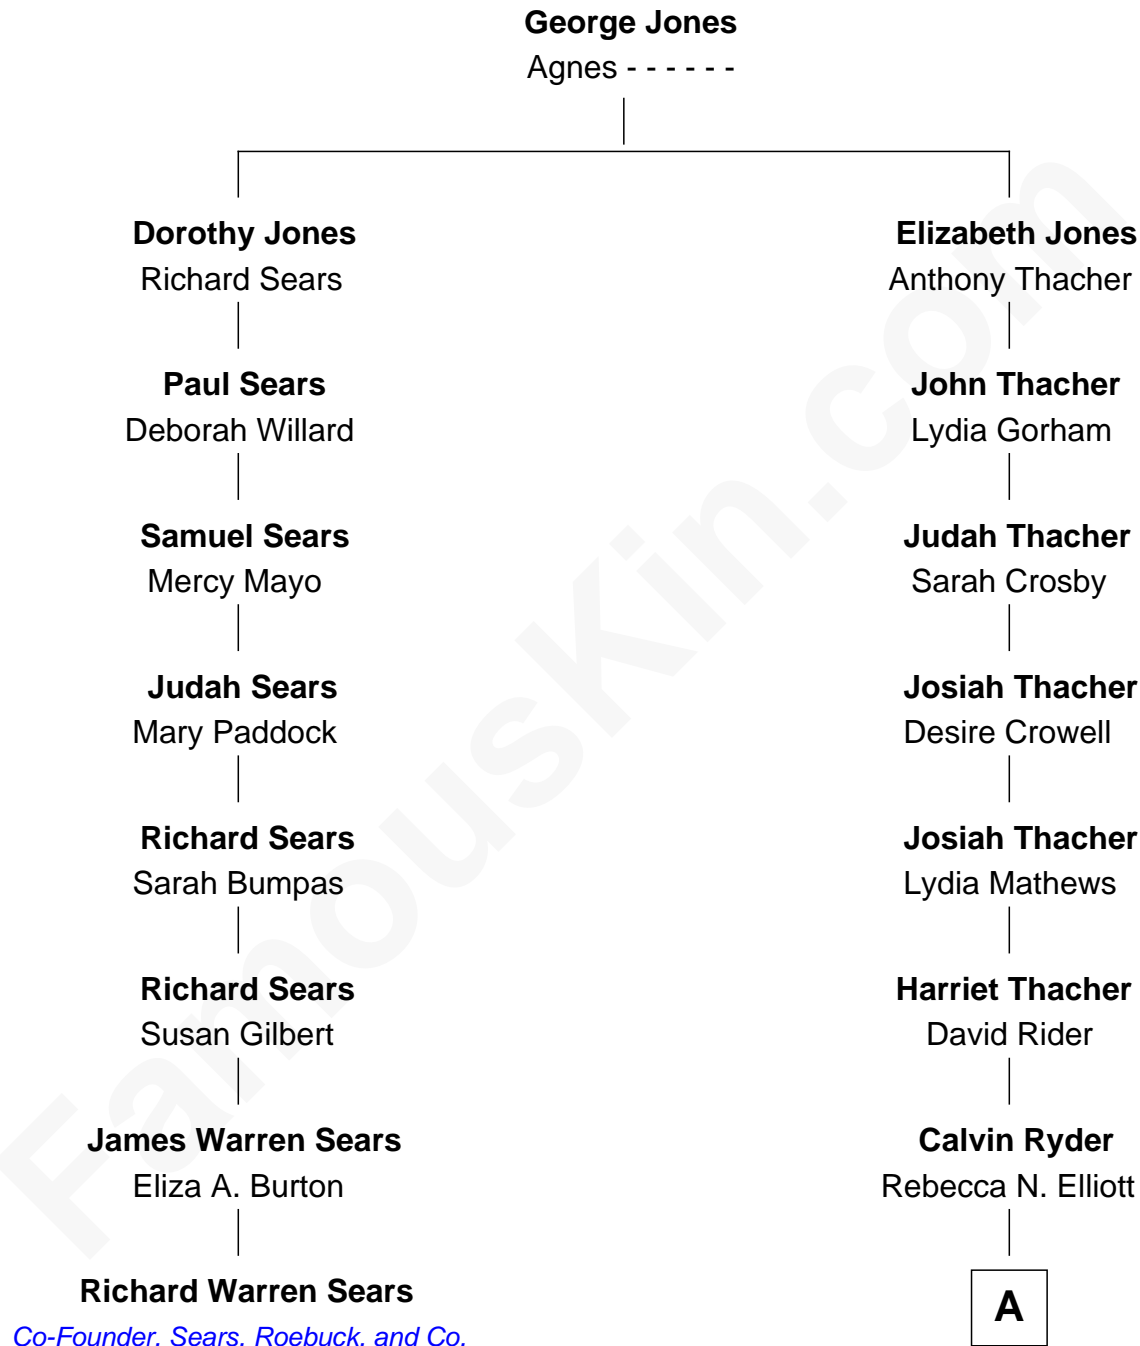 George Jones
Agnes - - - - - -
Dorothy Jones
Richard Sears
Elizabeth Jones
Anthony Thacher
Paul Sears
Deborah Willard
John Thacher
Lydia Gorham
Samuel Sears
Mercy Mayo
Judah Thacher
Sarah Crosby
Judah Sears
Mary Paddock
Josiah Thacher
Desire Crowell
Richard Sears
Sarah Bumpas
Josiah Thacher
Lydia Mathews
Richard Sears
Susan Gilbert
Harriet Thacher
David Rider
James Warren Sears
Eliza A. Burton
Calvin Ryder
Rebecca N. Elliott
Richard Warren Sears
Co-Founder, Sears, Roebuck, and Co.
A
FamousKin.com